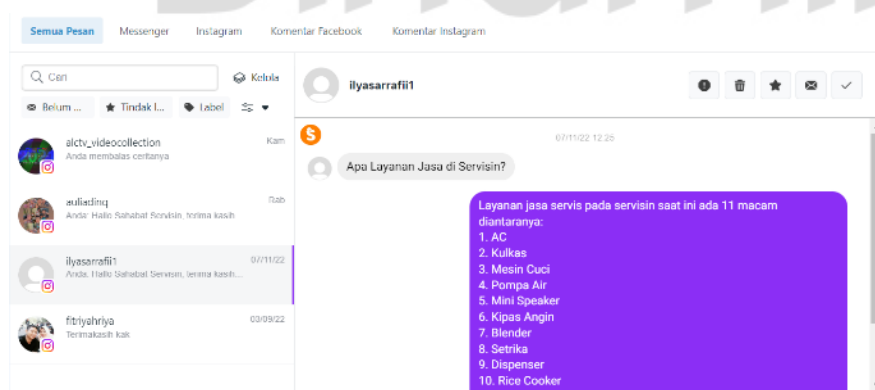 Semua Pesan Messenger Instagram Komentar Facebook Komentar Instagram
Cari
Kelola
Belum ... Tindak l... Label
alctv_videocollection Kam
Anda membalas ceritanya
auliadinq Rab
Anda: Hallo Sahabat Servisin, terima kasih
ilyasarrafii1 07/11/22
Anda: Hallo Sahabat Servisin, terima kasih...
fitriyahriya 03/09/22
Terimakasih kak
ilyasarrafii1
07/11/22 12:25
Apa Layanan Jasa di Servisin?
Layanan jasa servis pada servisin saat ini ada 11 macam
diantaranya:
1. AC
2. Kulkas
3. Mesin Cuci
4. Pompa Air
5. Mini Speaker
6. Kipas Angin
7. Blender
8. Setrika
9. Dispenser
10. Rice Cooker